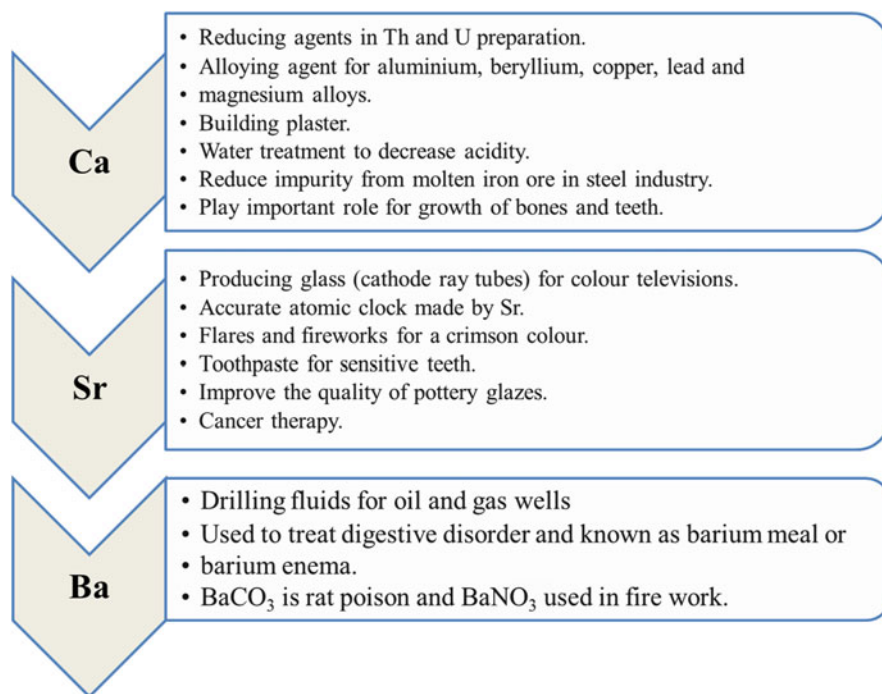 Ca
• Reducing agents in Th and U preparation.
• Alloying agent for aluminium, beryllium, copper, lead and
• magnesium alloys.
• Building plaster.
• Water treatment to decrease acidity.
• Reduce impurity from molten iron ore in steel industry.
• Play important role for growth of bones and teeth.
Sr
• Producing glass (cathode ray tubes) for colour televisions.
• Accurate atomic clock made by Sr.
• Flares and fireworks for a crimson colour.
• Toothpaste for sensitive teeth.
• Improve the quality of pottery glazes.
• Cancer therapy.
Ba
• Drilling fluids for oil and gas wells
• Used to treat digestive disorder and known as barium meal or
• barium enema.
• BaCO₃ is rat poison and BaNO₃ used in fire work.